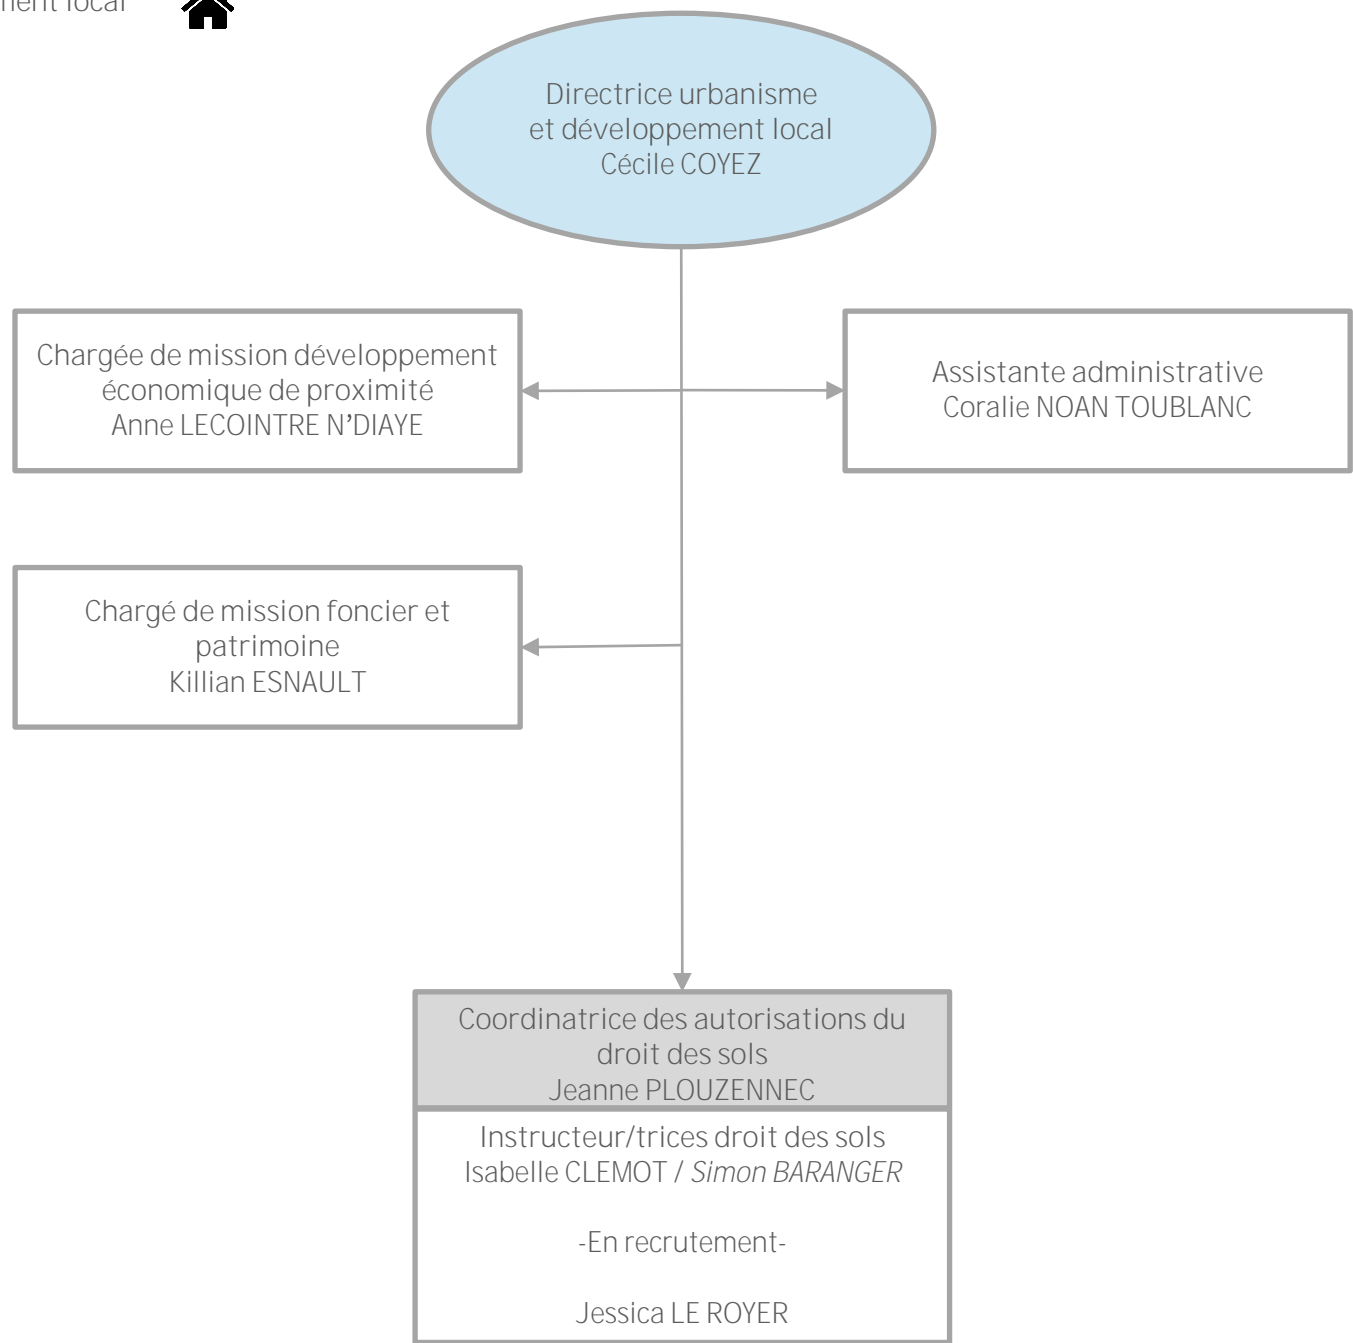 local
Directrice urbanisme
et développement local
Cécile COYEZ
Chargée de mission développement
économique de proximité
Anne LECOINTRE N’DIAYE
Assistante administrative
Coralie NOAN TOUBLANC
Chargé de mission foncier et
patrimoine
Killian ESNAULT
Coordinatrice des autorisations du
droit des sols
Jeanne PLOUZENNEC
Instructeur/trices droit des sols
Isabelle CLEMOT / Simon BARANGER
-En recrutement-
Jessica LE ROYER